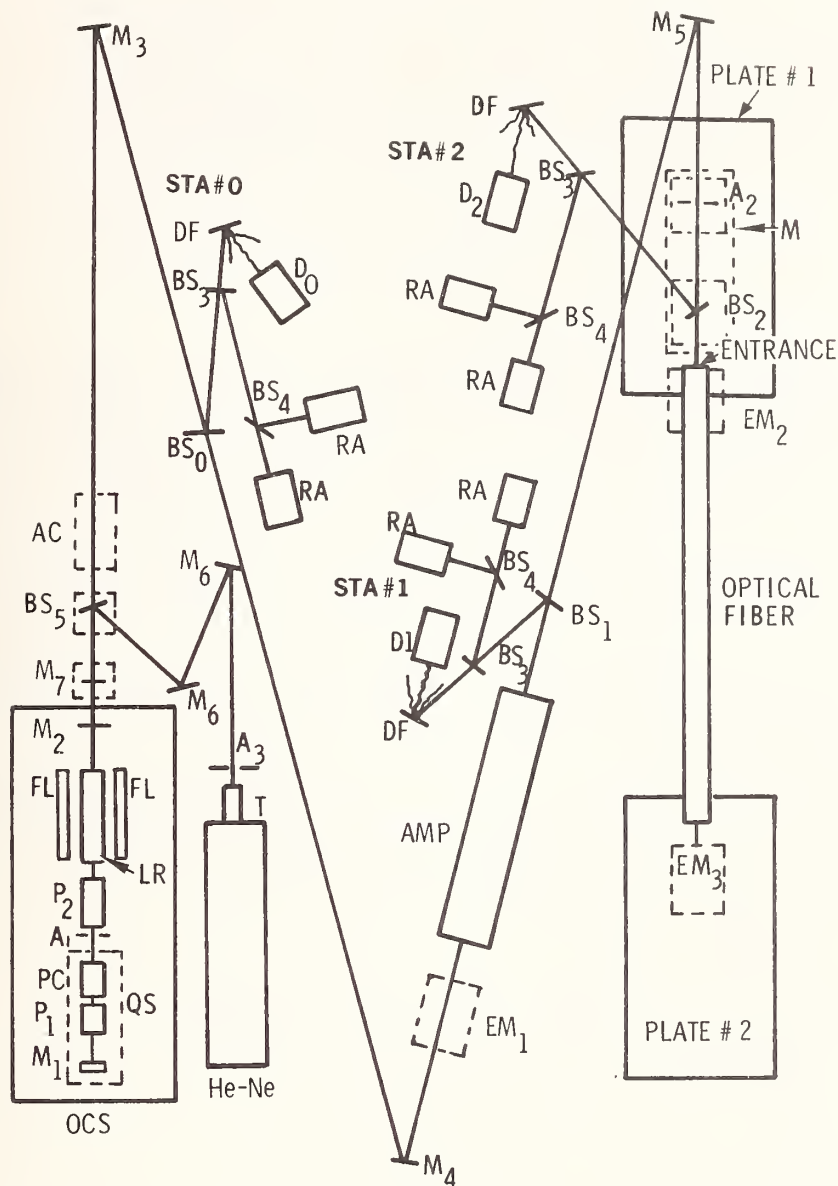 M3
M5
PLATE # 1
DF
STA#2
BS3
STA#0
D2
A2
M
DF
D0
BS3
RA
BS4
BS2
ENTRANCE
RA
BS4
RA
EM2
BS0
RA
RA
AC
RA
M6
BS4
OPTICAL
FIBER
BS5
STA#1
BS1
D1
BS3
M7
M6
M2
DF
A3
FL
FL
T
AMP
LR
EM3
P2
A
PC
QS
P1
EM1
PLATE # 2
M1
He-Ne
OCS
M4